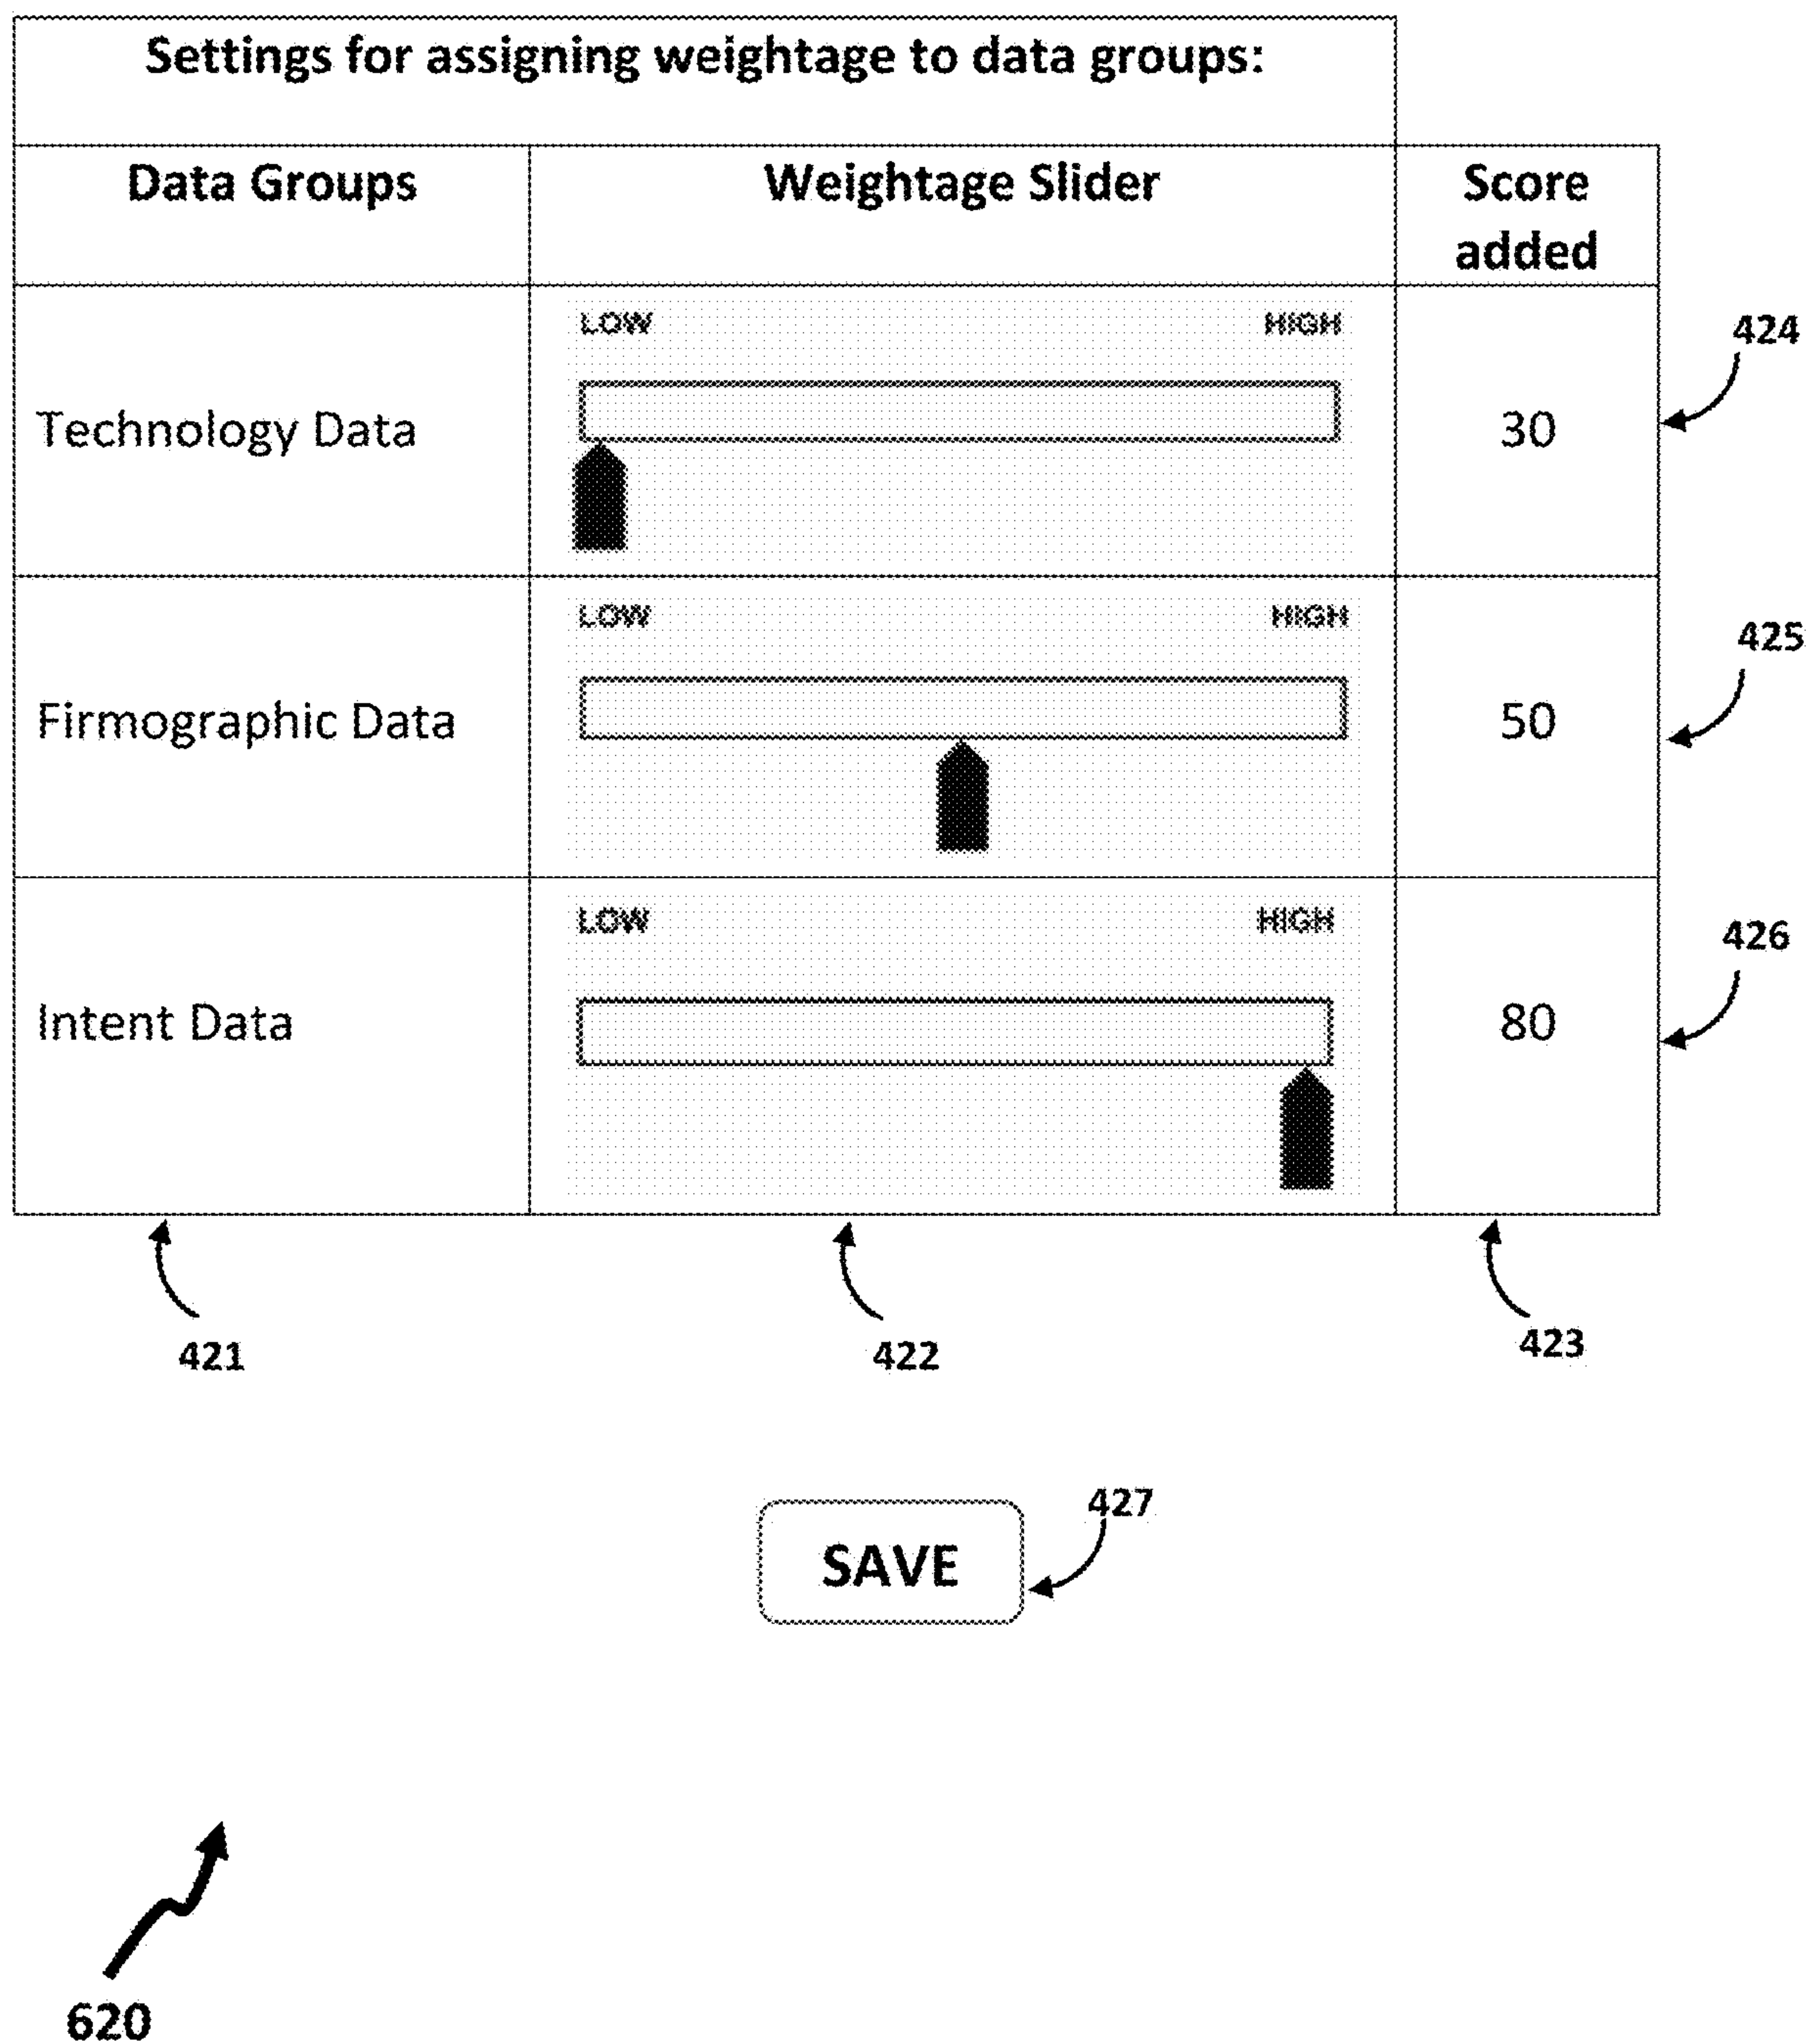 Settings for assigning weightage to data groups:
Data Groups
Weightage Slider
Score
added
LOW
HIGH
424
Technology Data
30
LOW
HIGH
425
Firmographic Data
50
LOW
HIGH
426
Intent Data
80
421
422
423
427
SAVE
620